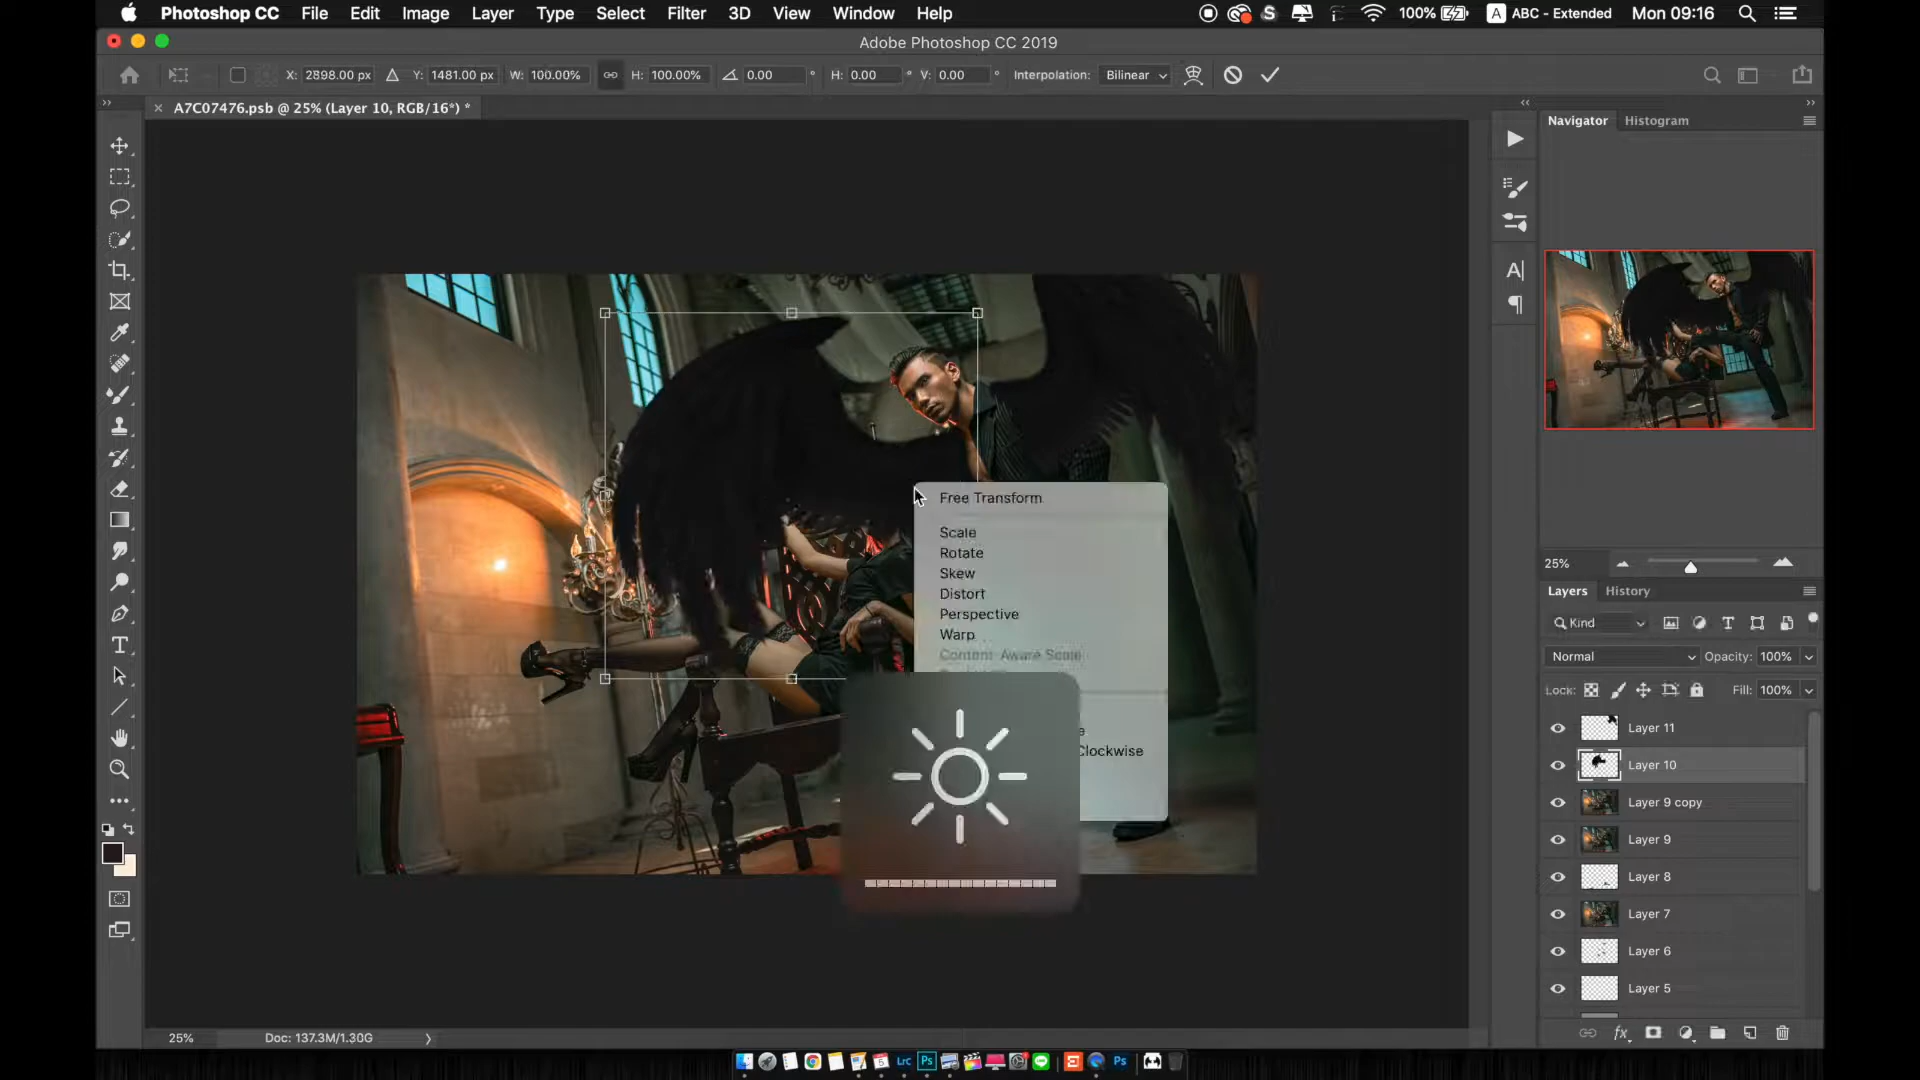 Photoshop CC File Edit Image Layer Type Select Filter 3D View Window Help 100% A ABC - Extended Mon 09:16
Adobe Photoshop CC 2019
X: 2898.00 px Y: 1481.00 px W: 100.00% H: 100.00% 0.00 ° H: 0.00 ° V: 0.00 ° Interpolation: Bilinear
A7C07476.psb @ 25% (Layer 10, RGB/16*) *
Navigator Histogram
Free Transform
Scale
Rotate
Skew
Distort
Perspective
Warp
Content-Aware Scale
Clockwise
25%
Layers History
Kind
Normal Opacity: 100%
Lock: Fill: 100%
Layer 11
Layer 10
Layer 9 copy
Layer 9
Layer 8
Layer 7
Layer 6
Layer 5
fx
25% Doc: 137.3M/1.30G
LrC Ps Ps